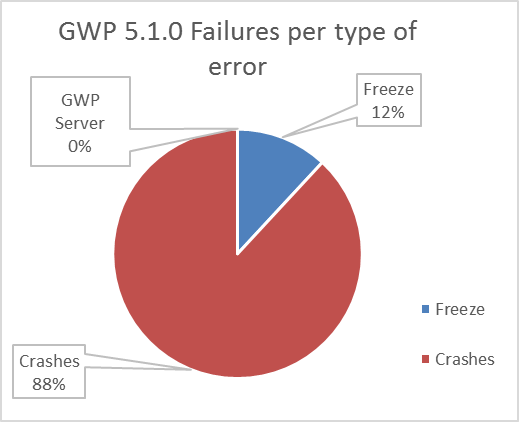 GWP 5.1.0 Failures per type of
error
GWP
Server
0%
Freeze
12%
Freeze
Crashes
Crashes
88%